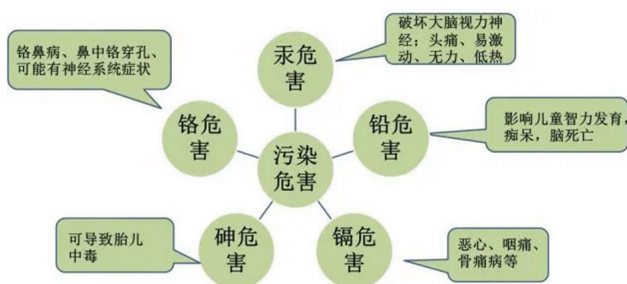 铬鼻病、鼻中铬穿孔、
可能有神经系统症状
汞危
害
破坏大脑视力神
经；头痛、易激
动、无力、低热
铬危
害
污染
危害
铅危
害
影响儿童智力发育，
痴呆，脑死亡
可导致胎儿
中毒
砷危
害
镉危
害
恶心、咽痛、
骨痛病等